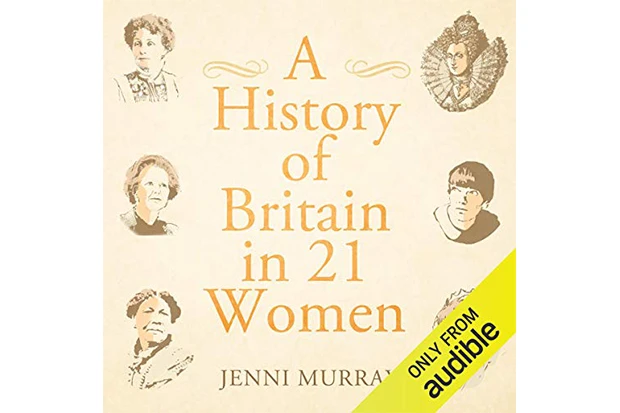 A
History
of
Britain
in 21
Women
JENNI MURRAY
ONLY FROM
audible